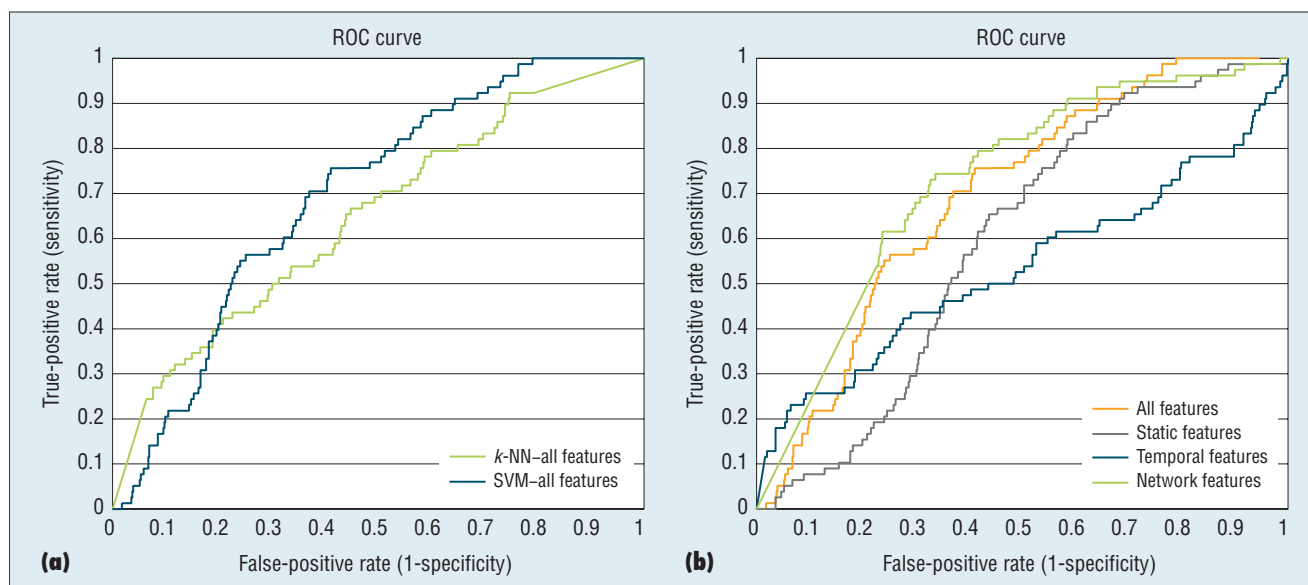 ROC curve
1
0.9
0.8
0.7
0.6
0.5
0.4
0.3
0.2
0.1
0
True-positive rate (sensitivity)
k-NN–all features
SVM–all features
0 0.1 0.2 0.3 0.4 0.5 0.6 0.7 0.8 0.9 1
False-positive rate (1-specificity)
(a)
ROC curve
1
0.9
0.8
0.7
0.6
0.5
0.4
0.3
0.2
0.1
0
True-positive rate (sensitivity)
All features
Static features
Temporal features
Network features
0 0.1 0.2 0.3 0.4 0.5 0.6 0.7 0.8 0.9 1
False-positive rate (1-specificity)
(b)